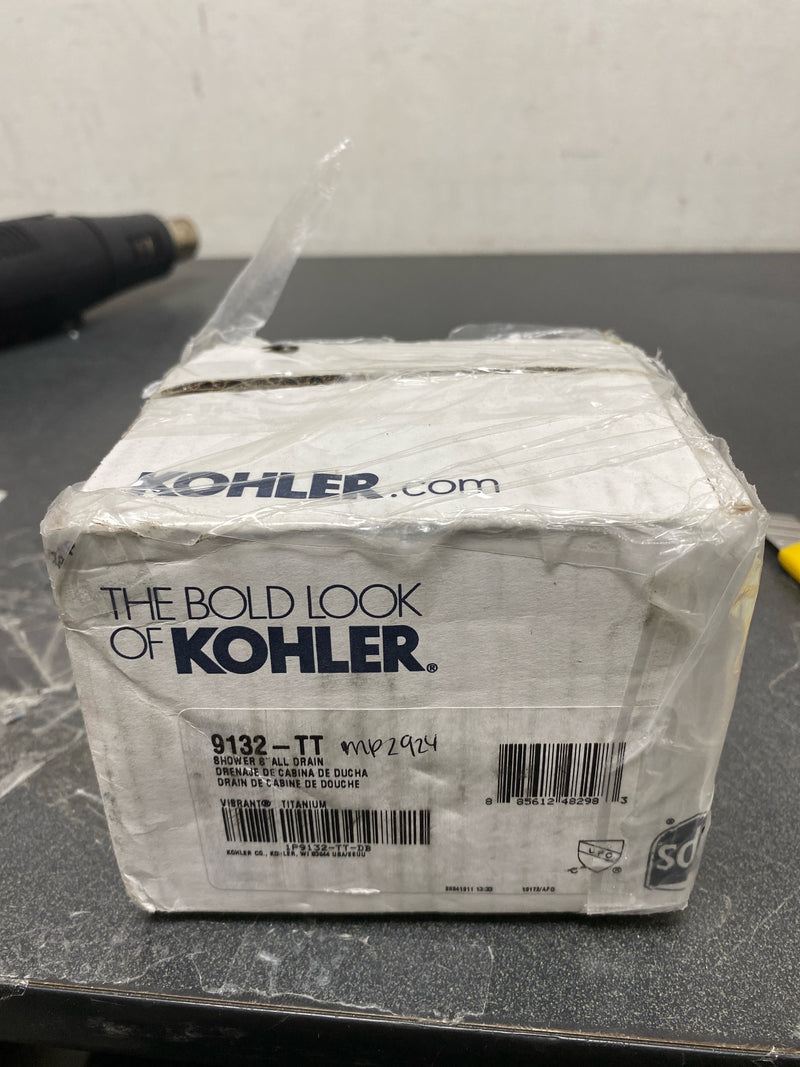 KOHLER.com
THE BOLD LOOK
OF KOHLER®
9132-TT mp2924
SHOWER S ALL DRAIN
DRENAJE DE CABINA DE DUCHA
DRAIN DE CABINE DE DOUCHE
VIBRANT® TITANIUM
1P9132-TT-DB
KOHLER CO., KOHLER, WI 53044 USA/EEUU
8 85612 48298 3
UPC
®
c ®